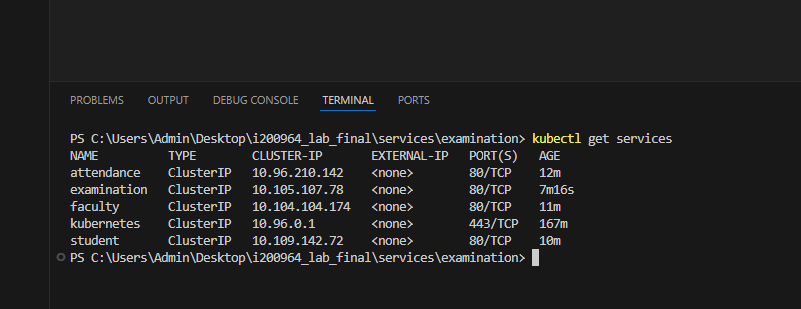 PROBLEMS OUTPUT DEBUG CONSOLE TERMINAL PORTS
PS C:\Users\Admin\Desktop\i200964_lab_final\services\examination> kubectl get services
NAME TYPE CLUSTER-IP EXTERNAL-IP PORT(S) AGE
attendance ClusterIP 10.96.210.142 <none> 80/TCP 12m
examination ClusterIP 10.105.107.78 <none> 80/TCP 7m16s
faculty ClusterIP 10.104.104.174 <none> 80/TCP 11m
kubernetes ClusterIP 10.96.0.1 <none> 443/TCP 167m
student ClusterIP 10.109.142.72 <none> 80/TCP 10m
PS C:\Users\Admin\Desktop\i200964_lab_final\services\examination>